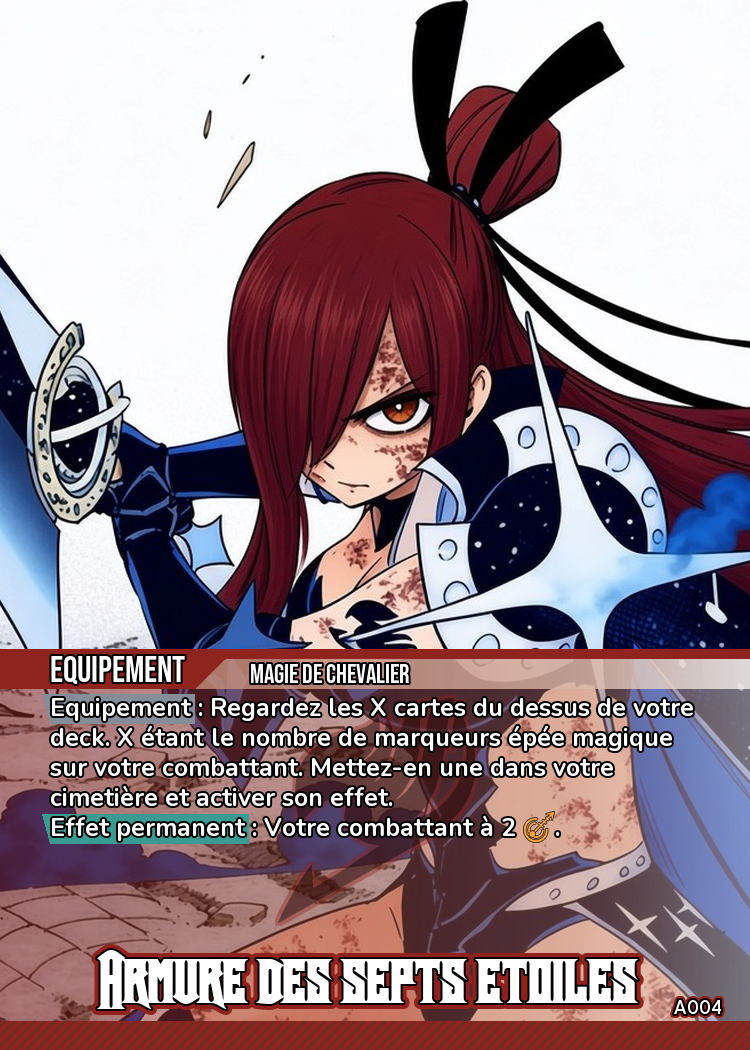 EQUIPEMENT
MAGIE DE CHEVALIER
Equipement : Regardez les X cartes du dessus de votre
deck. X étant le nombre de marqueurs épée magique
sur votre combattant. Mettez-en une dans votre
cimetière et activer son effet.
Effet permanent : Votre combattant à 2 .
ARMURE DES SEPTS ETOILES
A004